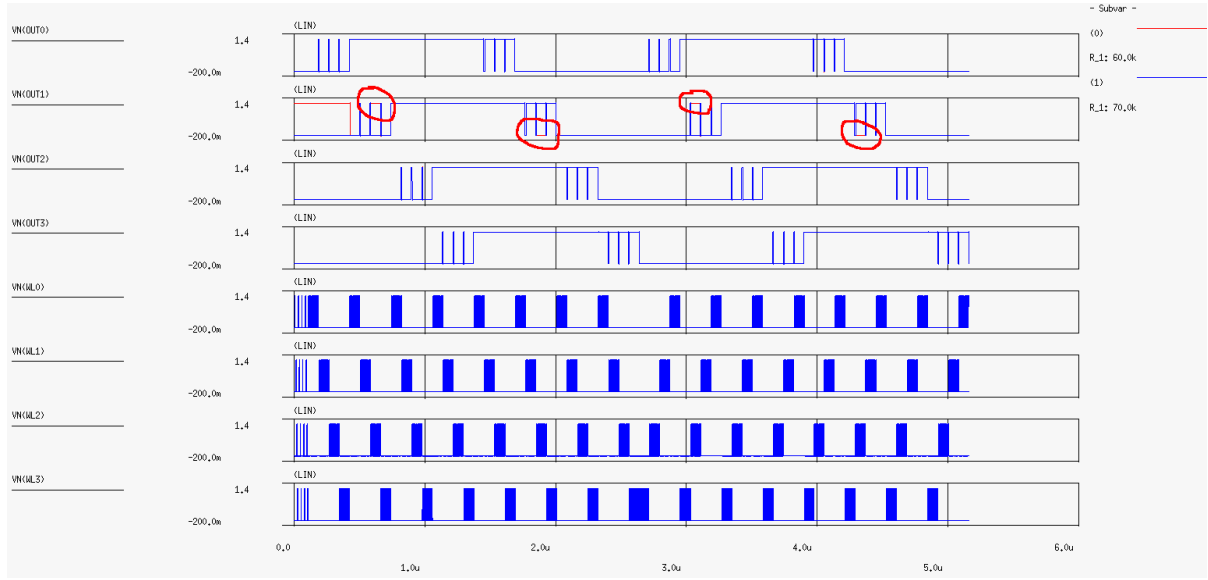 - Subvar -
VN(OUT0)
(LIN)
1.4
-200.0m
(0)
R_1: 60.0k
(1)
R_1: 70.0k
VN(OUT1)
(LIN)
1.4
-200.0m
VN(OUT2)
(LIN)
1.4
-200.0m
VN(OUT3)
(LIN)
1.4
-200.0m
VN(WL0)
(LIN)
1.4
-200.0m
VN(WL1)
(LIN)
1.4
-200.0m
VN(WL2)
(LIN)
1.4
-200.0m
VN(WL3)
(LIN)
1.4
-200.0m
0.0
1.0u
2.0u
3.0u
4.0u
5.0u
6.0u